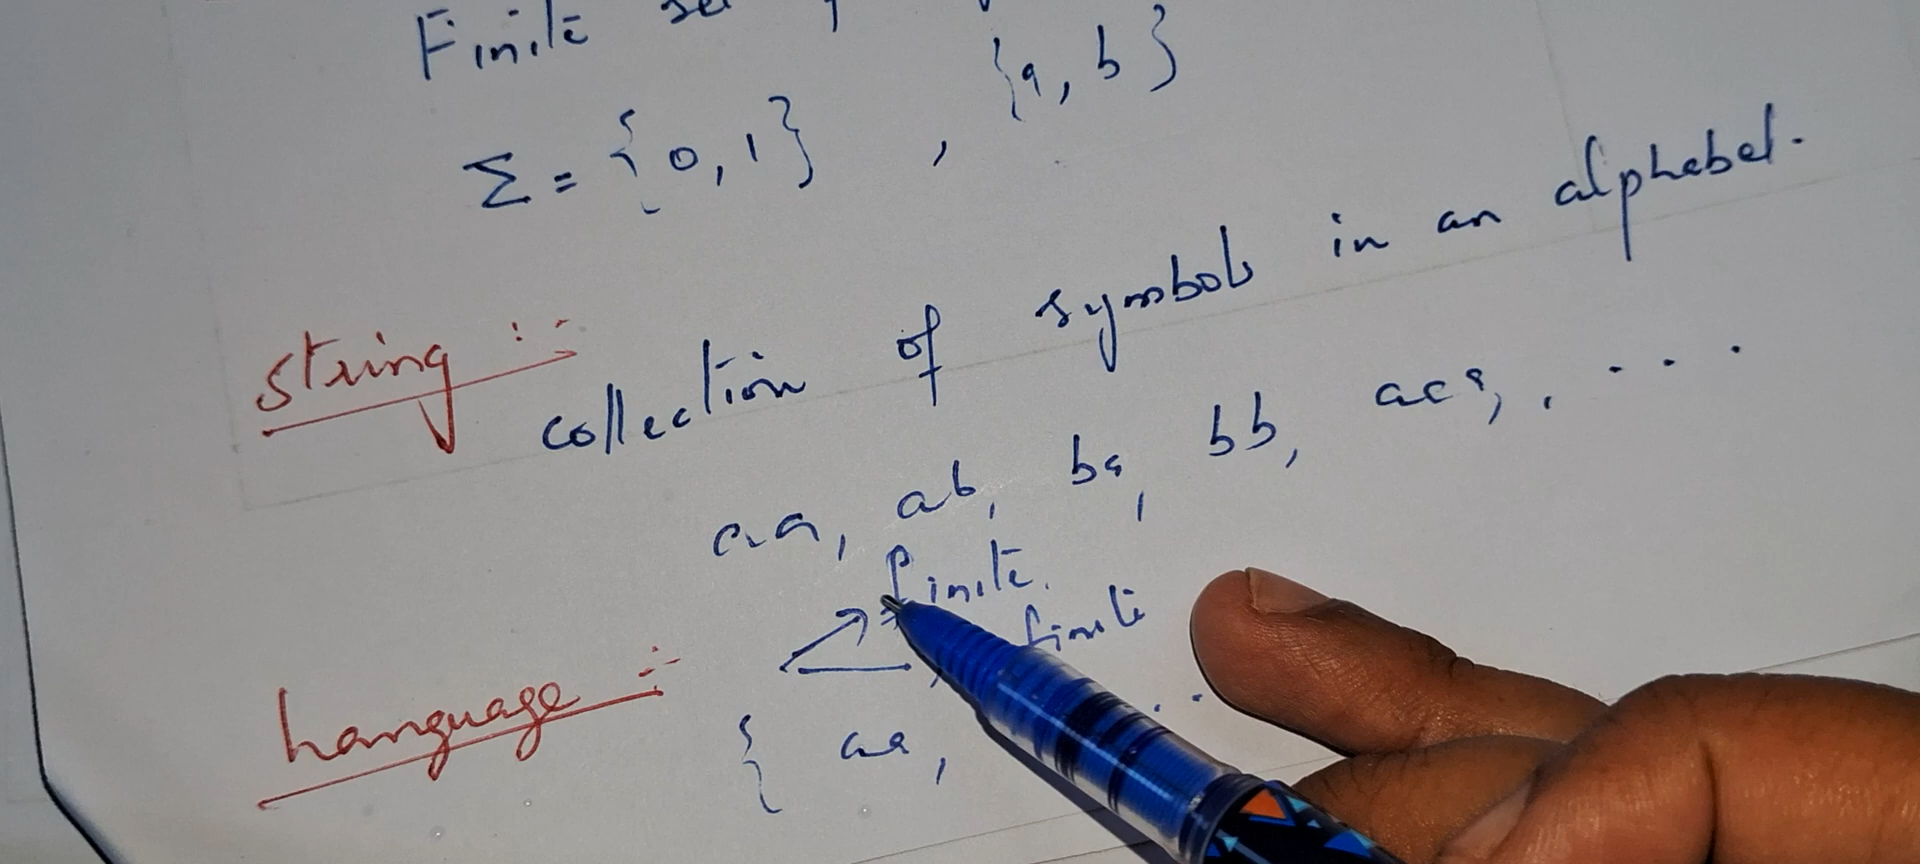 Finite set
Σ = {0, 1} , {a, b}
string :-
collection of symbols in an alphabet.
aa, ab, ba, bb, aca, , . . .
finite.
finite
Language :-
{ aa, . .